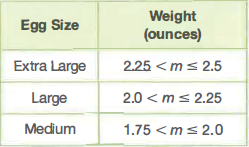 Egg Size
Weight
(ounces)
Extra Large
2.25 < m ≤ 2.5
Large
2.0 < m ≤ 2.25
Medium
1.75 < m ≤ 2.0